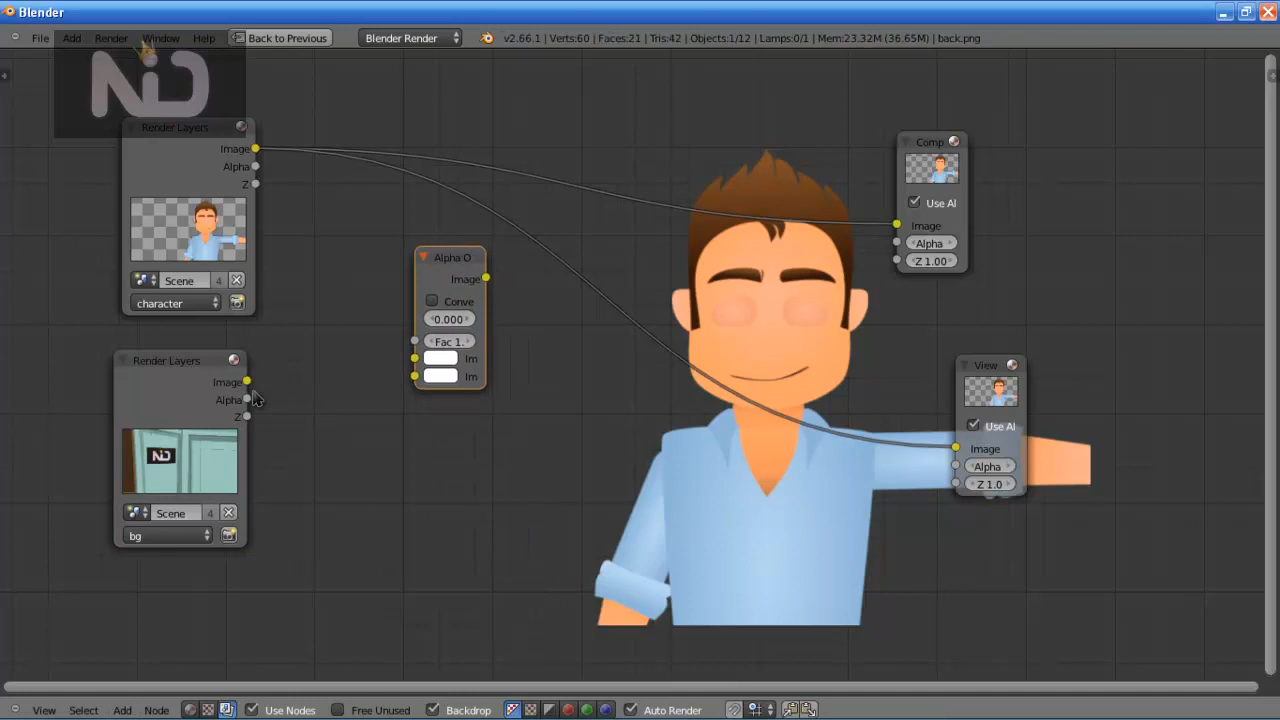 Blender
File Add Render Window Help Back to Previous Blender Render v2.66.1 | Verts:60 | Faces:21 | Tris:42 | Objects:1/12 | Lamps:0/1 | Mem:23.32M (36.65M) | back.png
NiD
Render Layers
Image
Alpha
Z
Scene 4
character
Render Layers
Image
Alpha
Z
NiD
Scene 4
bg
Alpha O
Image
Conve
0.000
Fac 1.
Im
Im
Comp
Use Al
Image
Alpha
Z 1.00
View
Use Al
Image
Alpha
Z 1.0
View Select Add Node Use Nodes Free Unused Backdrop Auto Render